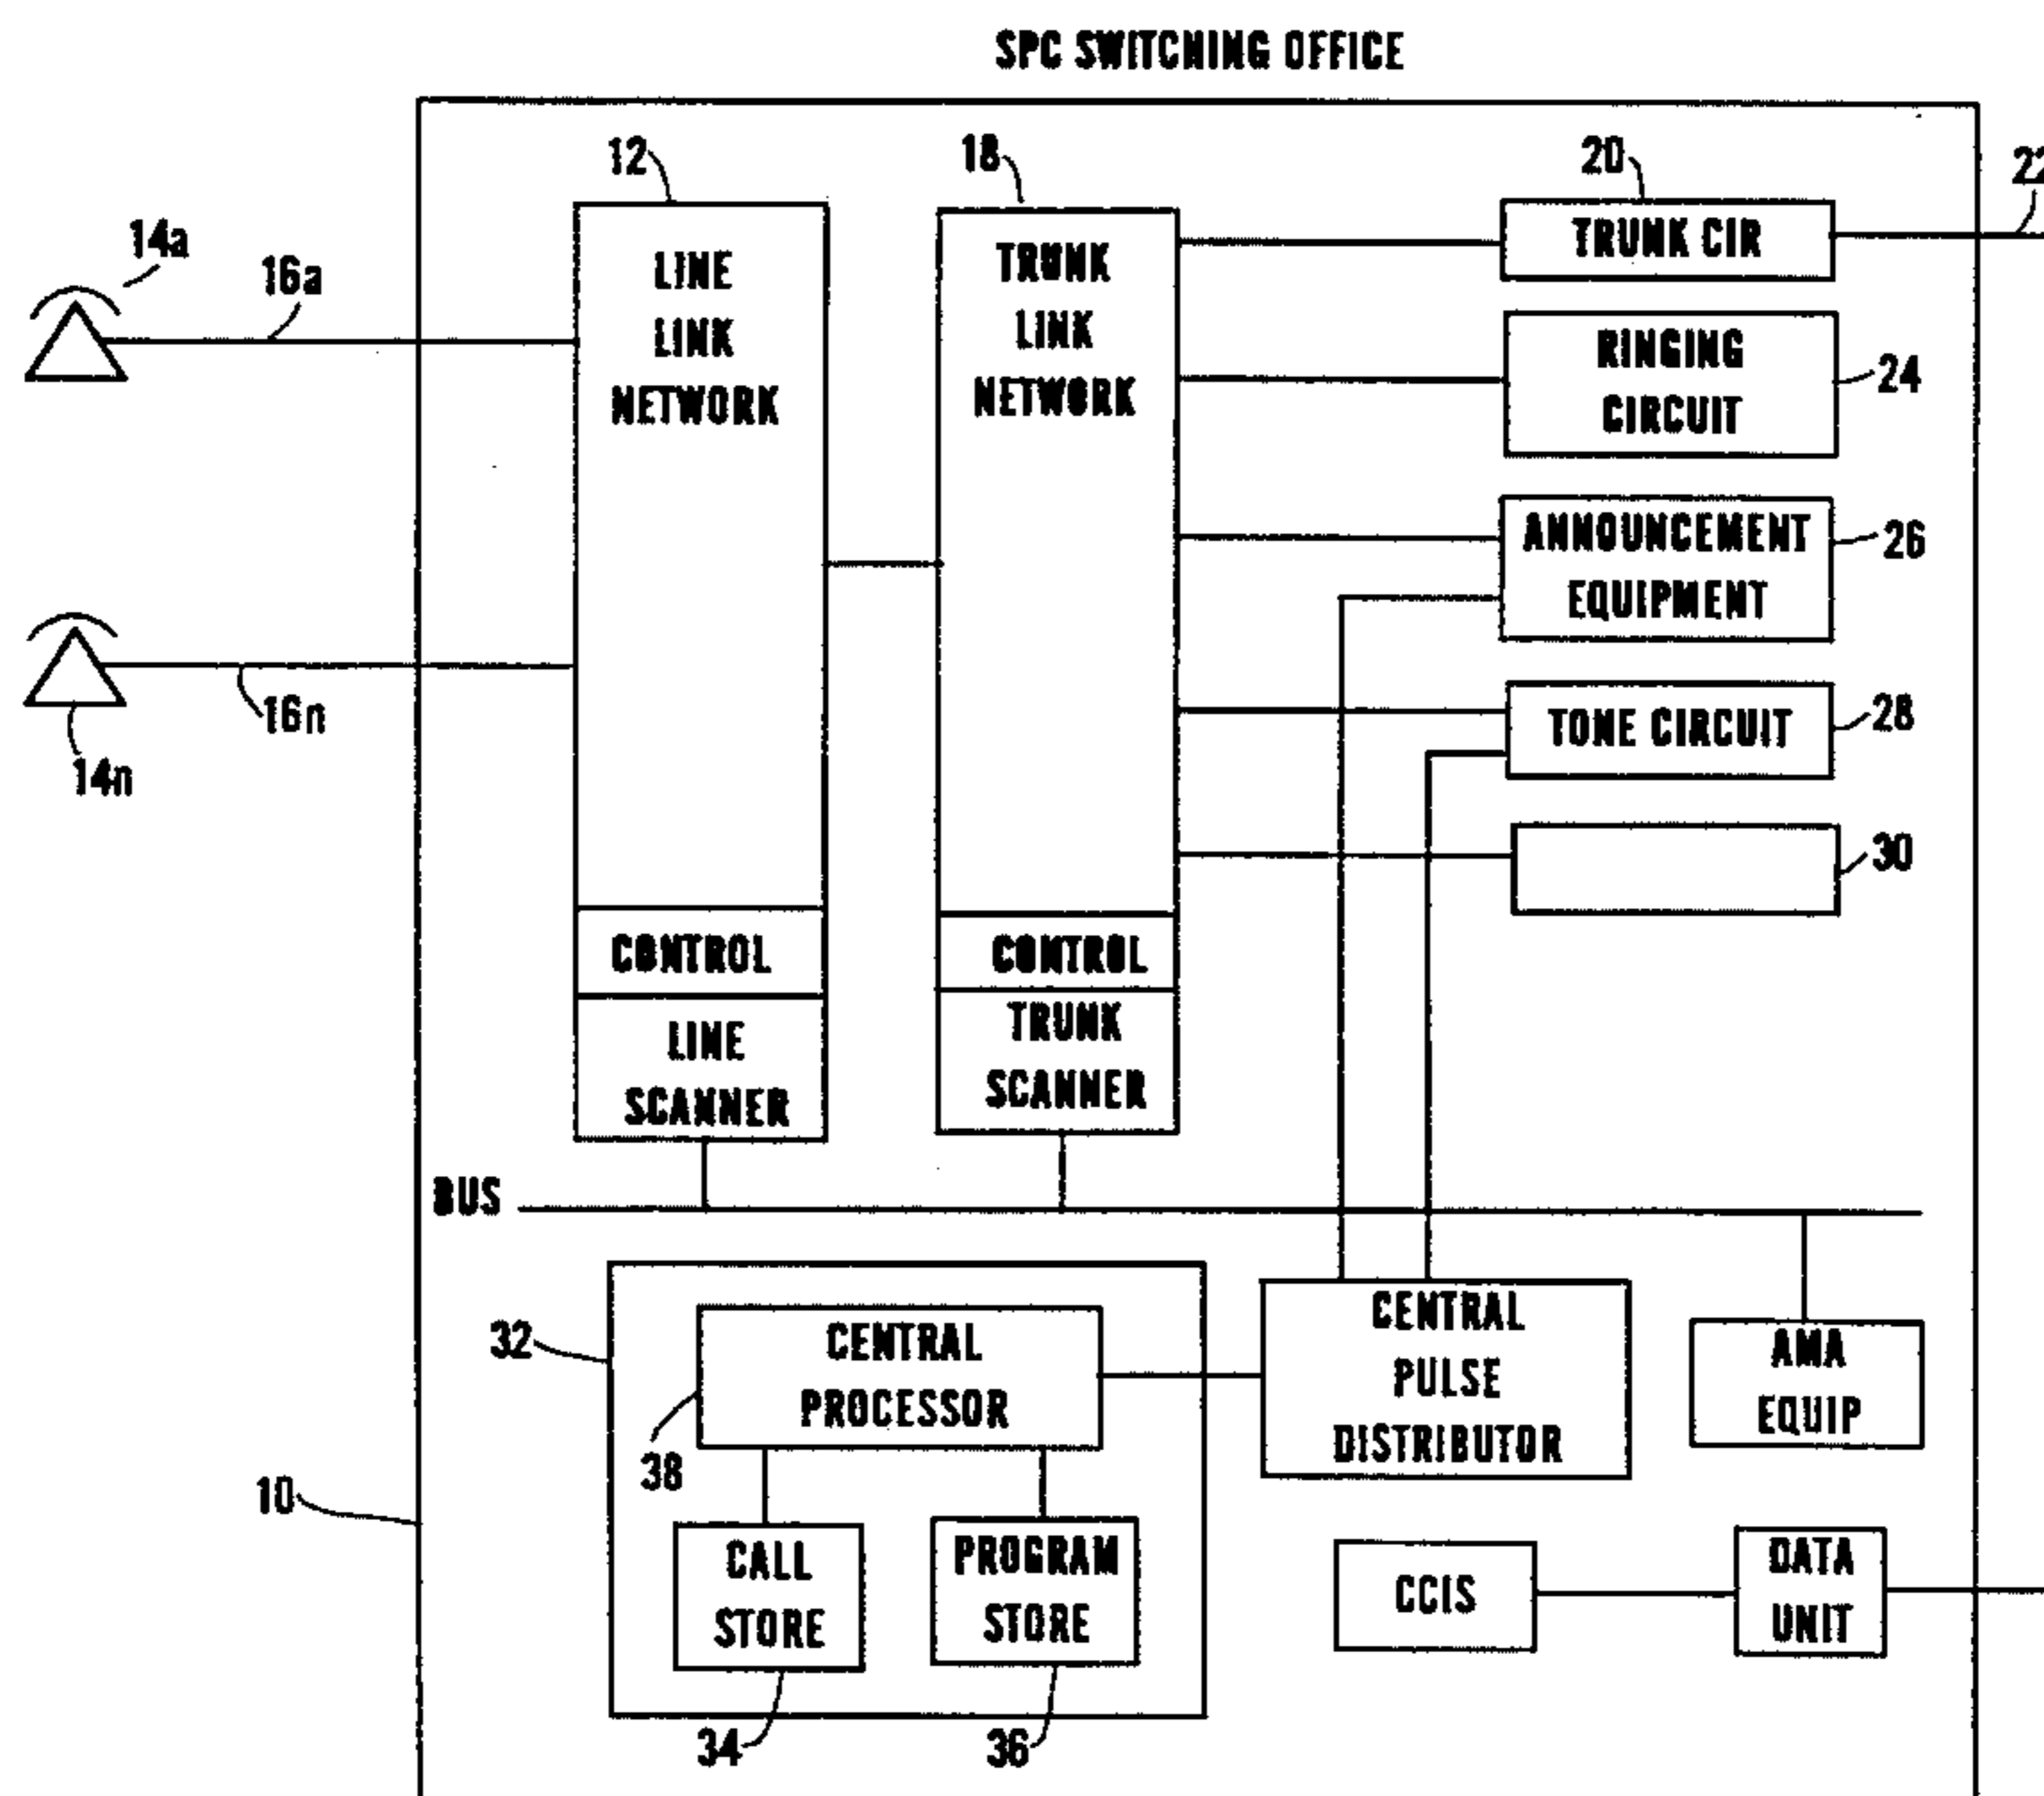 SPC SWITCHING OFFICE
12
18
20
22
14a
16a
LINE
LINK
NETWORK
TRUNK
LINK
NETWORK
TRUNK CIR
RINGING
CIRCUIT
24
ANNOUNCEMENT
EQUIPMENT
26
16n
14n
TONE CIRCUIT
28
30
CONTROL
LINE
SCANNER
CONTROL
TRUNK
SCANNER
BUS
32
CENTRAL
PROCESSOR
38
CENTRAL
PULSE
DISTRIBUTOR
AMA
EQUIP
10
CALL
STORE
PROGRAM
STORE
CCIS
DATA
UNIT
34
36